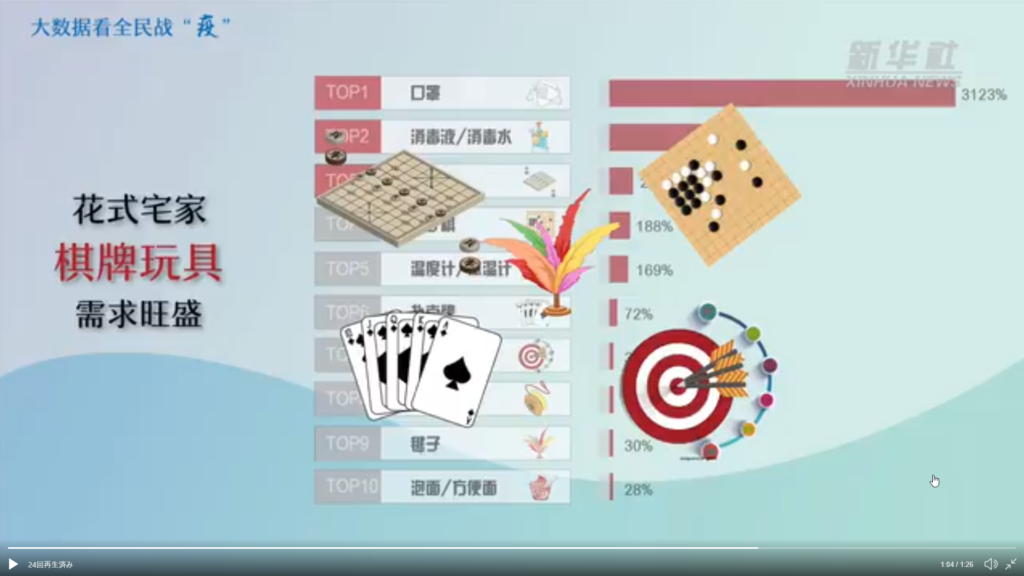 大数据看全民战“疫”
新华社
XINHUA NEWS
花式宅家
棋牌玩具
需求旺盛
TOP1 口罩 3123%
TOP2 消毒液/消毒水
188%
TOP5 温度计/ 169%
72%
TOP9 毽子 30%
TOP10 泡面/方便面 28%
24回再生済み
1:04 / 1:26